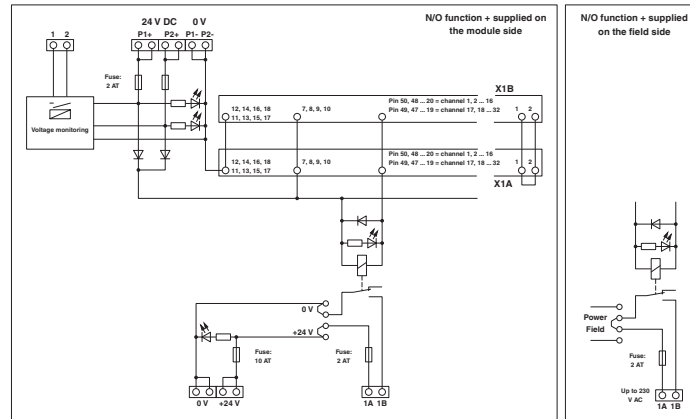 N/O function + supplied on
the module side
24 V DC 0 V
1 2
P1+ P2+ P1- P2-
Fuse:
2 AT
Voltage monitoring
X1B
12, 14, 16, 18
11, 13, 15, 17
7, 8, 9, 10
Pin 50, 48 ... 20 = channel 1, 2 ... 16
Pin 49, 47 ... 19 = channel 17, 18 ... 32
1 2
12, 14, 16, 18
11, 13, 15, 17
7, 8, 9, 10
Pin 50, 48 ... 20 = channel 1, 2 ... 16
Pin 49, 47 ... 19 = channel 17, 18 ... 32
1 2
X1A
0 V
+24 V
Fuse:
10 AT
Fuse:
2 AT
0 V +24 V
1A 1B
N/O function + supplied
on the field side
Power
Field
Fuse:
2 AT
Up to 230
V AC
1A 1B